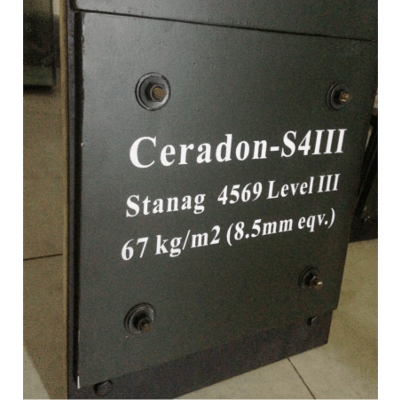 Ceradon-S4III
Stanag 4569 Level III
67 kg/m2 (8.5mm eqv.)